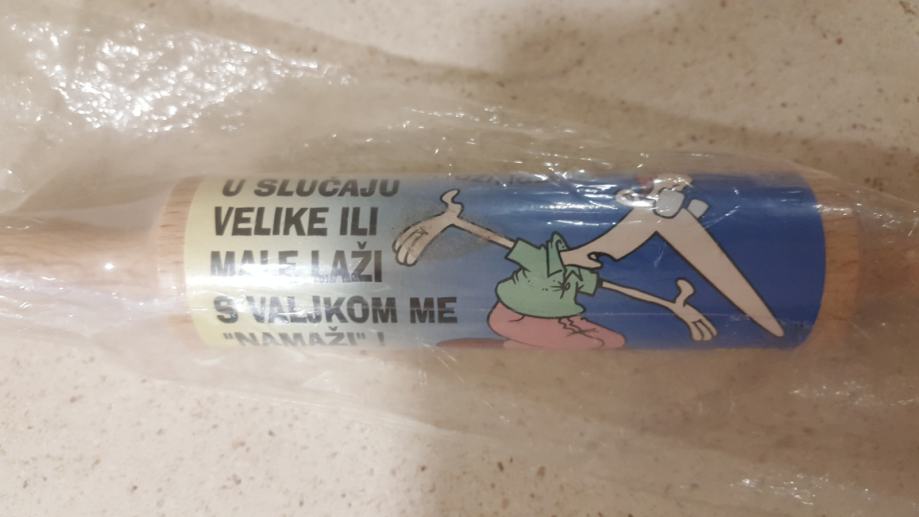 U SLUČAJU
VELIKE ILI
MALE LAŽI
S VALJKOM ME
"NAMAŽI" !